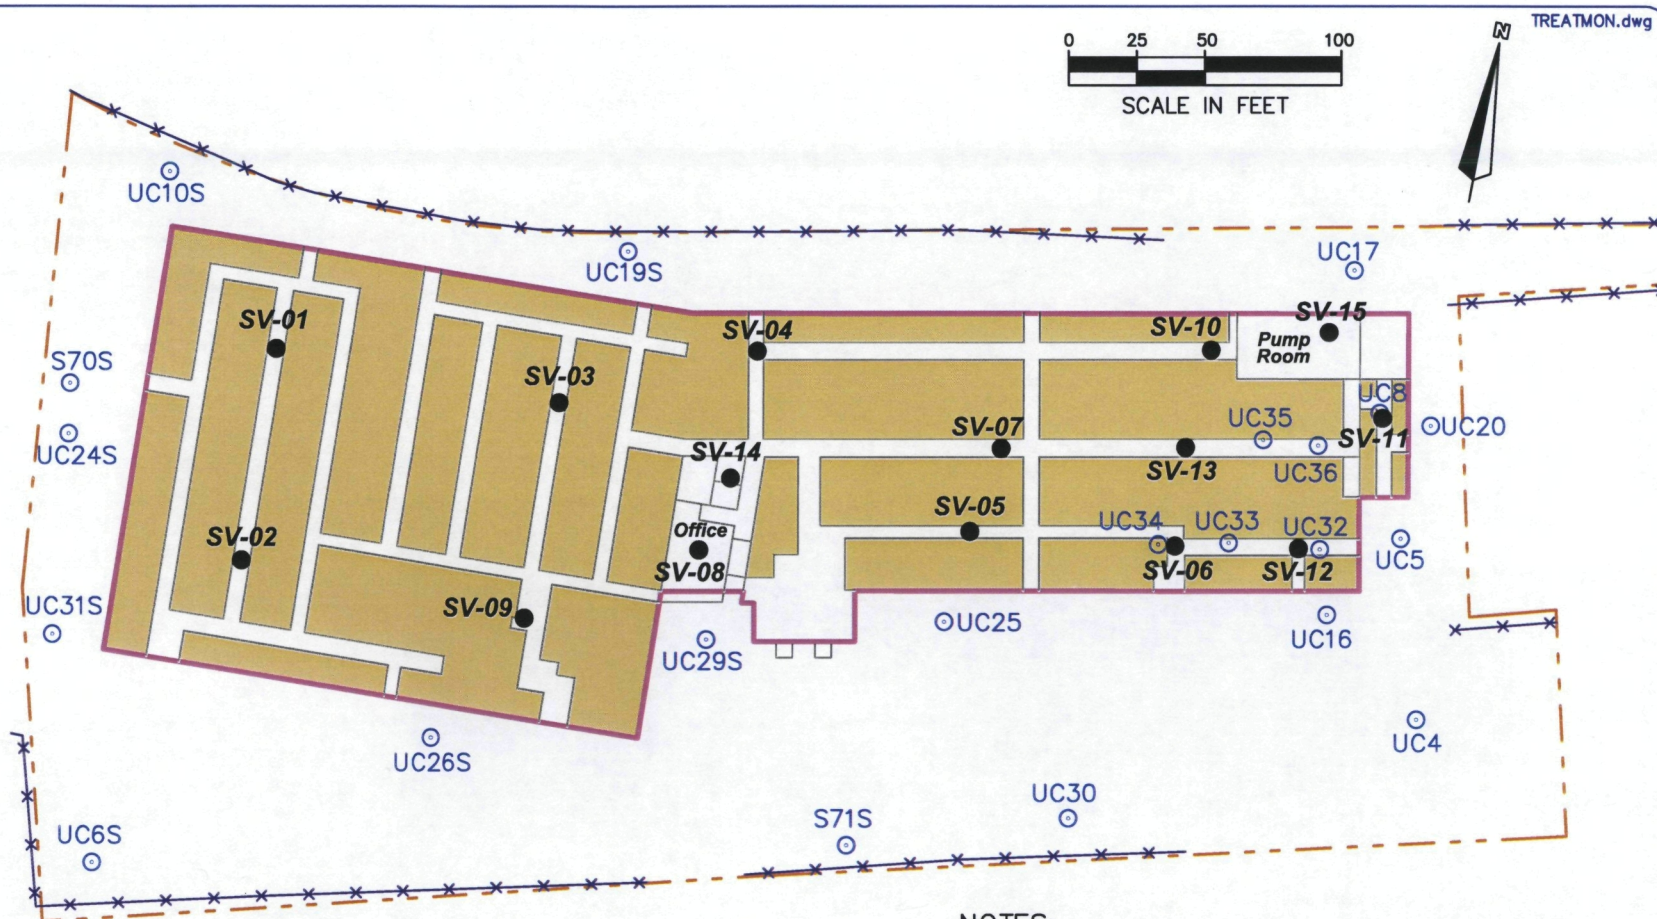 TREATMON.dwg
0 25 50 100
SCALE IN FEET
N
UC10S
UC19S
UC17
SV-01
SV-04
SV-10
SV-15
Pump
Room
S70S
SV-03
UC8
UC35
UC20
SV-07
SV-11
UC24S
SV-14
SV-13
UC36
SV-05
UC34
UC33
UC32
Office
SV-02
UC5
SV-08
SV-06
SV-12
UC31S
SV-09
UC25
UC16
UC29S
UC4
UC26S
UC30
S71S
UC6S
NOTES